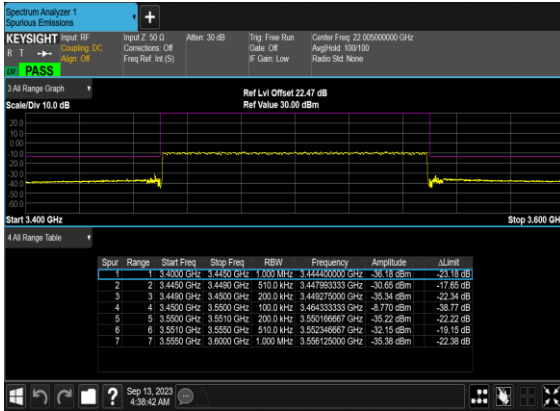 Spectrum Analyzer 1
Spurious Emissions
KEYSIGHT Input: RF Input Z: 50 Ω Atten: 30 dB Trig: Free Run Center Freq: 22.005000000 GHz
R T Coupling: DC Corrections: Off Gate: Off Avg|Hold: 100/100
Align: Off Freq Ref: Int (S) IF Gain: Low Radio Std: None
PASS
3 All Range Graph
Ref Lvl Offset 22.47 dB
Scale/Div 10.0 dB Ref Value 30.00 dBm
20.0
10.0
0.00
-10.0
-20.0
-30.0
-40.0
-50.0
-60.0
Start 3.400 GHz Stop 3.600 GH
4 All Range Table
Spur Range Start Freq Stop Freq RBW Frequency Amplitude ΔLimit
1 1 3.4000 GHz 3.4450 GHz 1.000 MHz 3.444400000 GHz -36.18 dBm -23.18 dB
2 2 3.4450 GHz 3.4490 GHz 510.0 kHz 3.447993333 GHz -30.65 dBm -17.65 dB
3 3 3.4490 GHz 3.4500 GHz 200.0 kHz 3.449275000 GHz -35.34 dBm -22.34 dB
4 4 3.4500 GHz 3.5500 GHz 100.0 kHz 3.464333333 GHz -8.770 dBm -38.77 dB
5 5 3.5500 GHz 3.5510 GHz 200.0 kHz 3.550166667 GHz -35.22 dBm -22.22 dB
6 6 3.5510 GHz 3.5550 GHz 510.0 kHz 3.552346667 GHz -32.15 dBm -19.15 dB
7 7 3.5550 GHz 3.6000 GHz 1.000 MHz 3.556125000 GHz -35.38 dBm -22.38 dB
Sep 13, 2023
4:38:42 AM